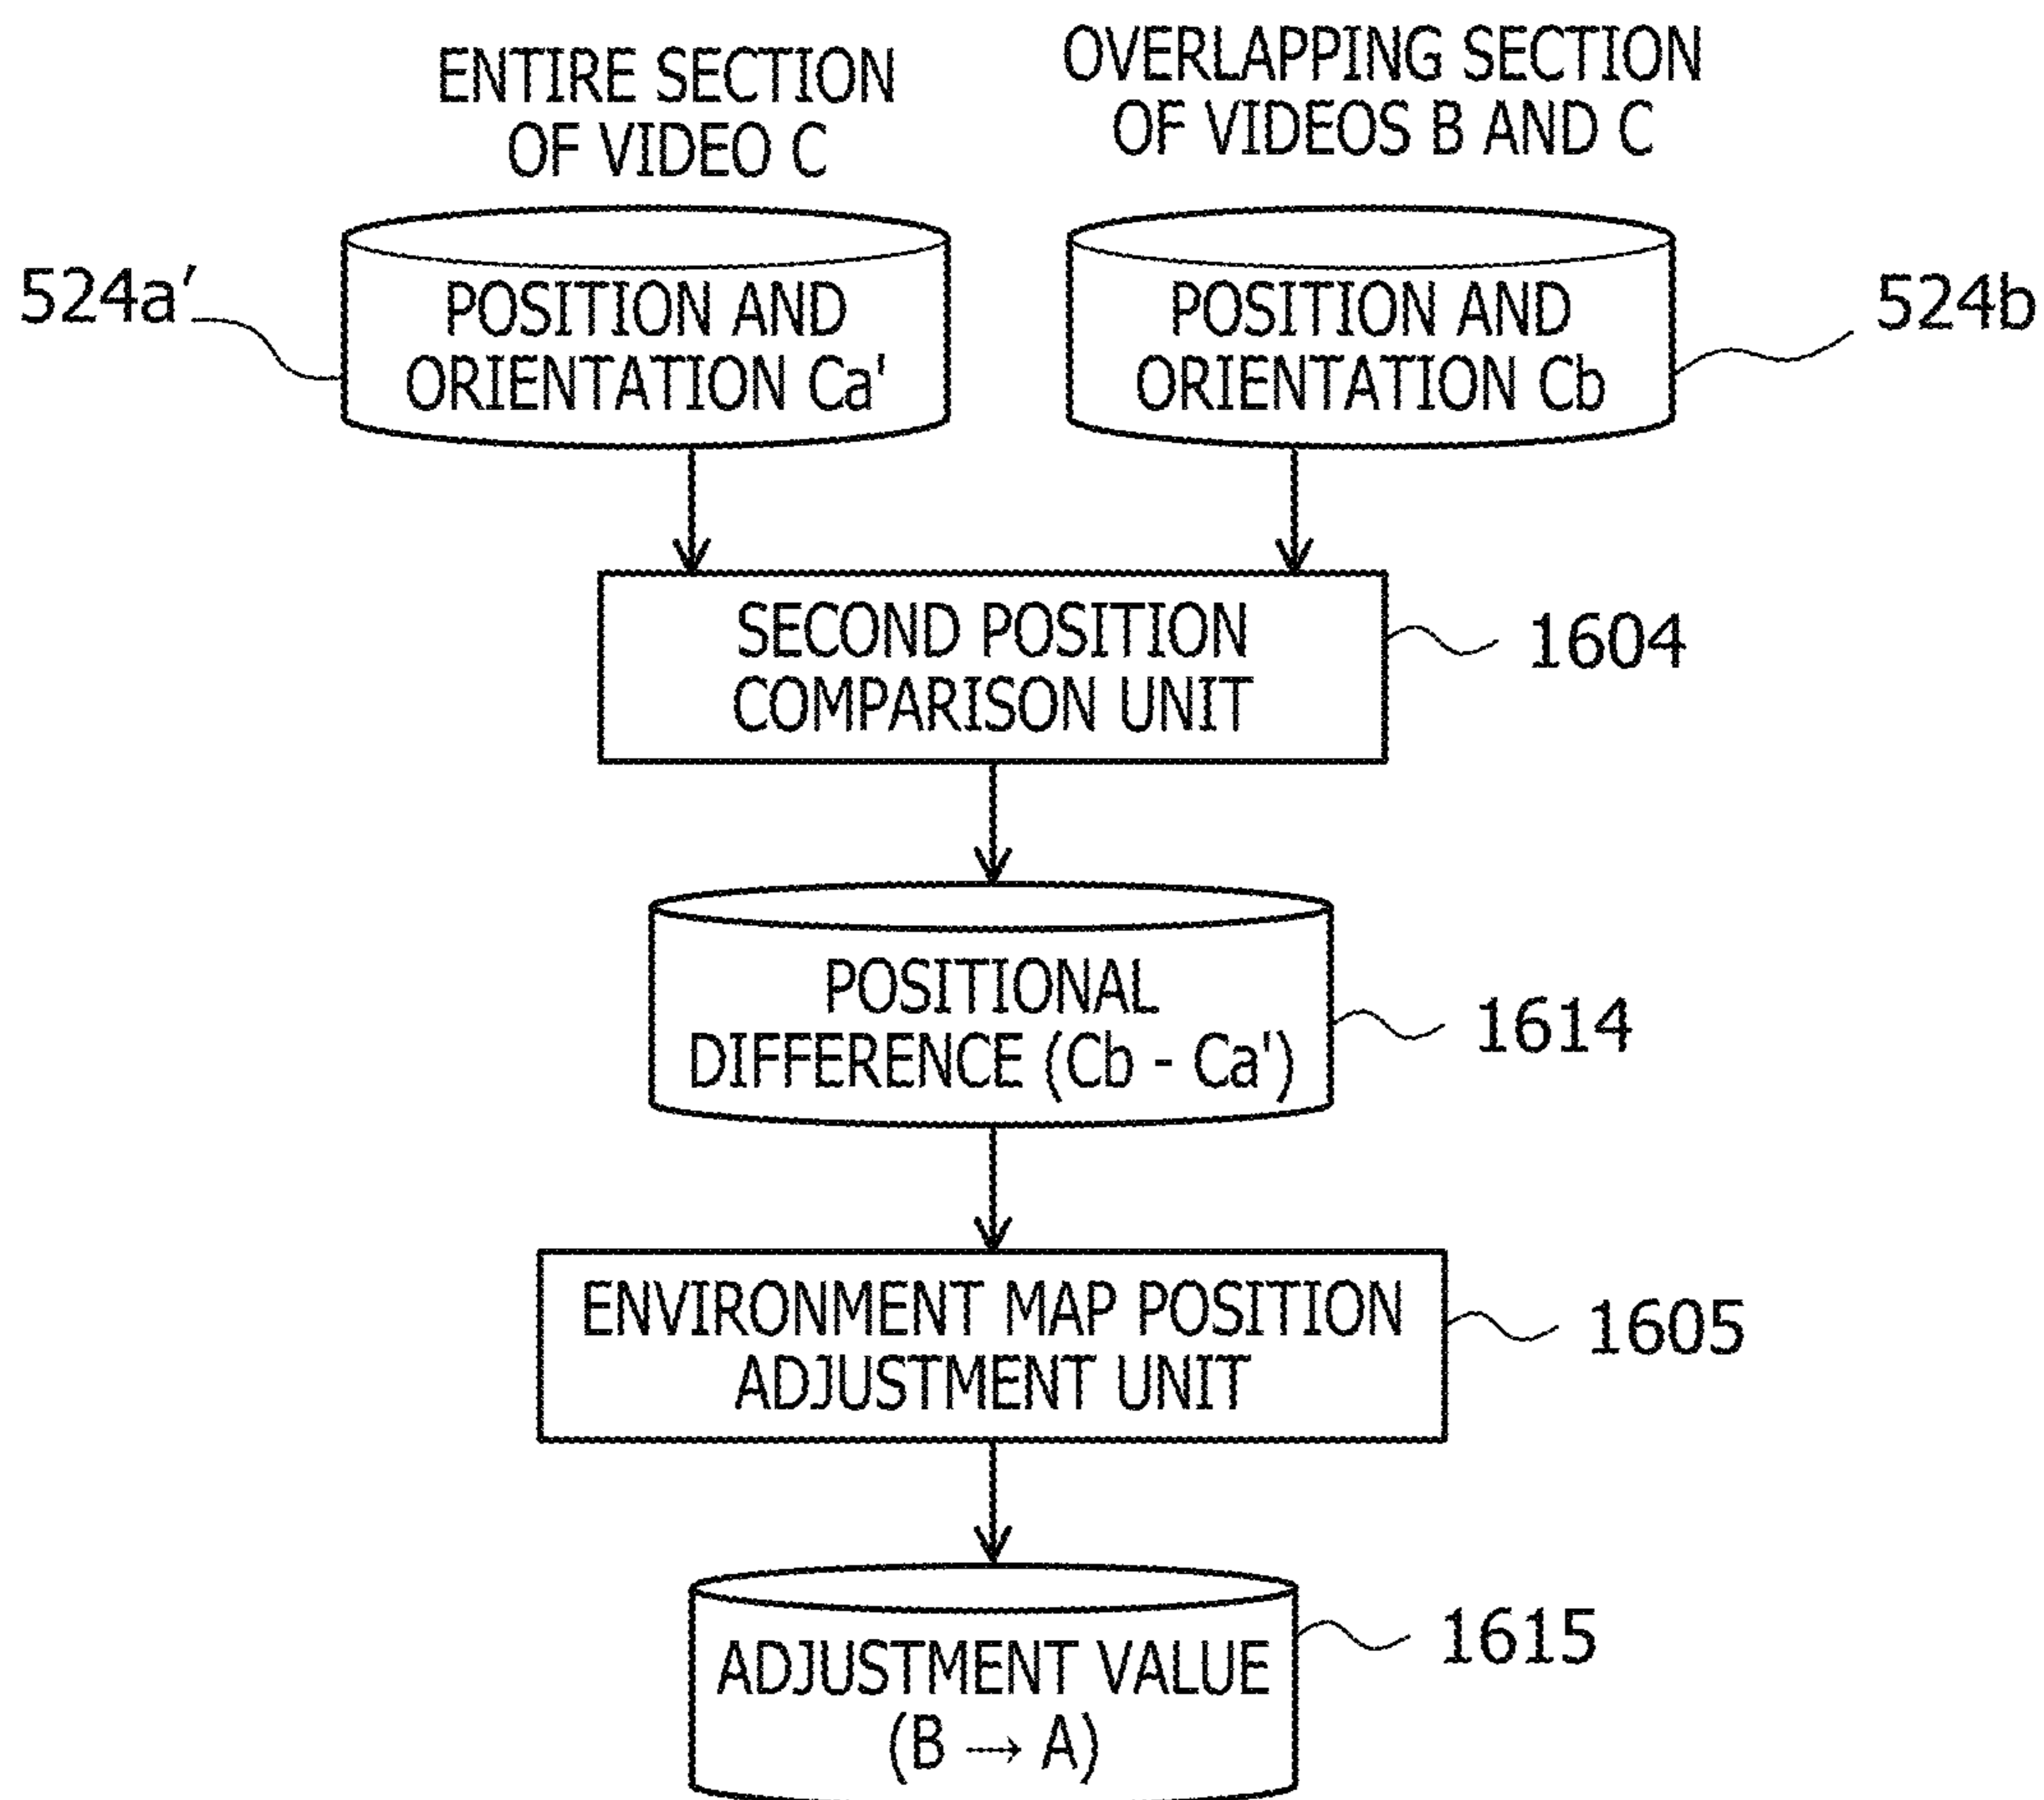 ENTIRE SECTION
OF VIDEO C
OVERLAPPING SECTION
OF VIDEOS B AND C
524a'
POSITION AND
ORIENTATION Ca'
POSITION AND
ORIENTATION Cb
524b
SECOND POSITION
COMPARISON UNIT
1604
POSITIONAL
DIFFERENCE (Cb - Ca')
1614
ENVIRONMENT MAP POSITION
ADJUSTMENT UNIT
1605
ADJUSTMENT VALUE
(B → A)
1615